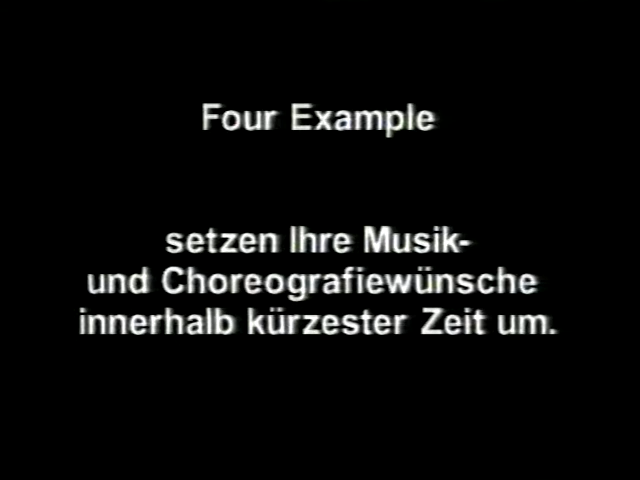 Four Example
setzen Ihre Musik-
und Choreografiewünsche
innerhalb kürzester Zeit um.